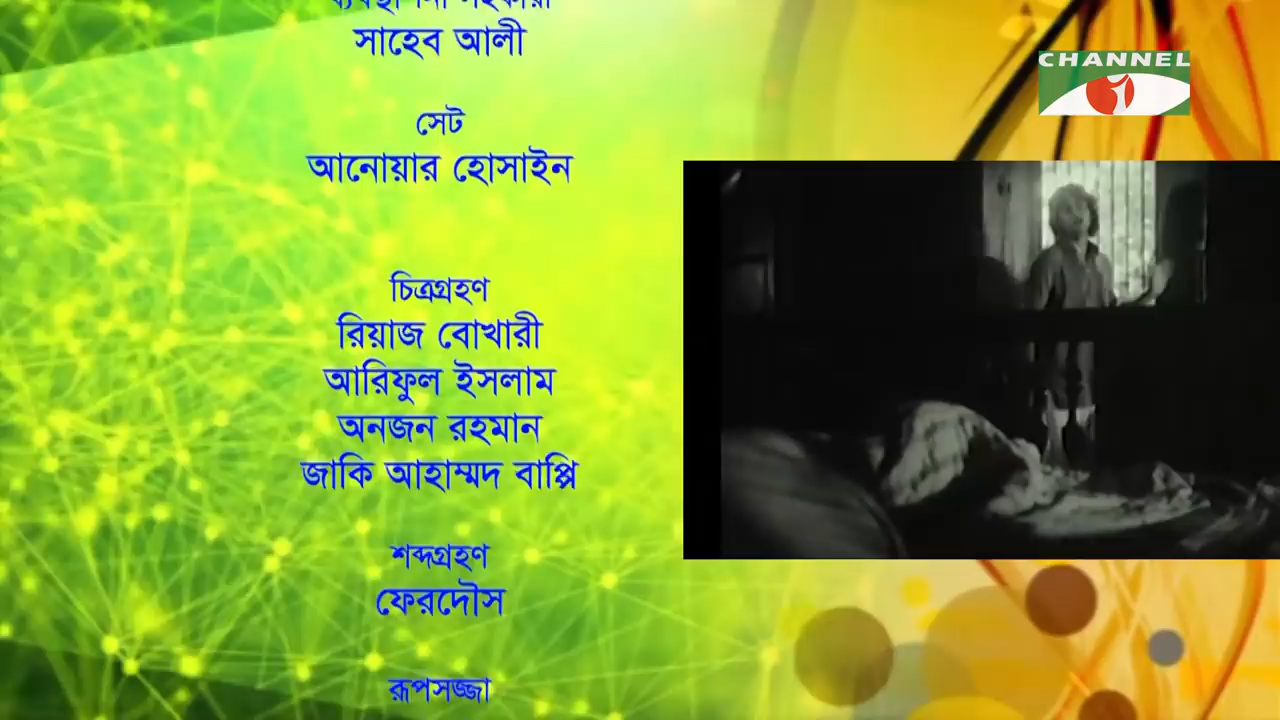 সাহেব আলী
CHANNEL
সেট
আনোয়ার হোসাইন
চিত্রগ্রহণ
রিয়াজ বোখারী
আরিফুল ইসলাম
অনজন রহমান
জাকি আহাম্মদ বাপ্পি
শব্দগ্রহণ
ফেরদৌস
রূপসজ্জা